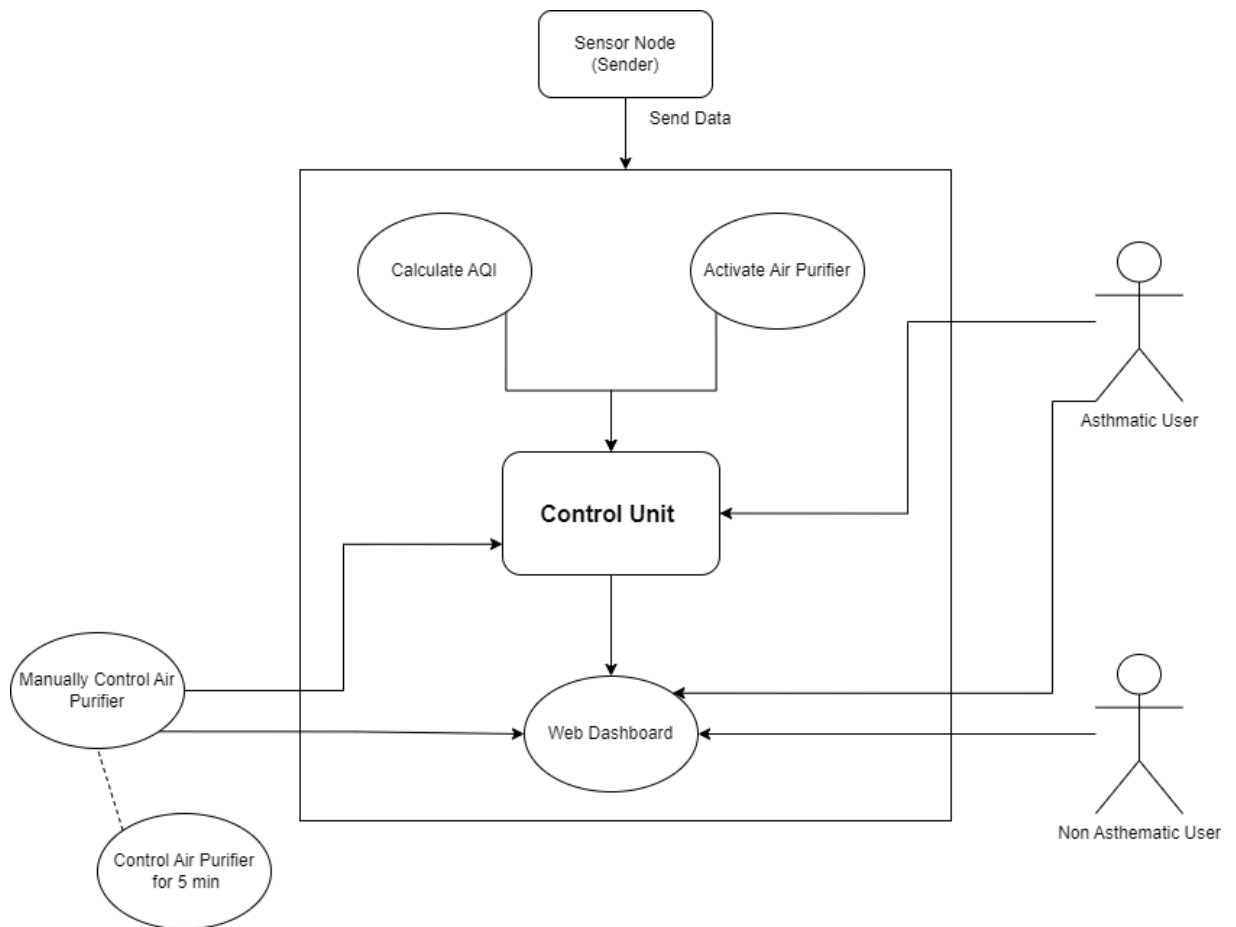 Sensor Node
(Sender)
Send Data
Calculate AQI
Activate Air Purifier
Asthmatic User
Control Unit
Manually Control Air
Purifier
Web Dashboard
Non Asthematic User
Control Air Purifier
for 5 min